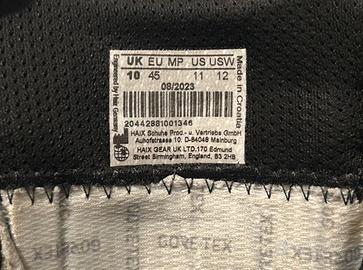 UK EU MP US USW
10 45 11 12
08/2023
20442881001346
HAIX Schuhe Prod.- u. Vertriebs GmbH
Auhofstrasse 10. D-84048 Mainburg
HAIX GEAR UK LTD.170 Edmund
Street Birmingham, England, B3 2HB
Engineered by Haix Germany
Made in Croatia
GORE-TEX